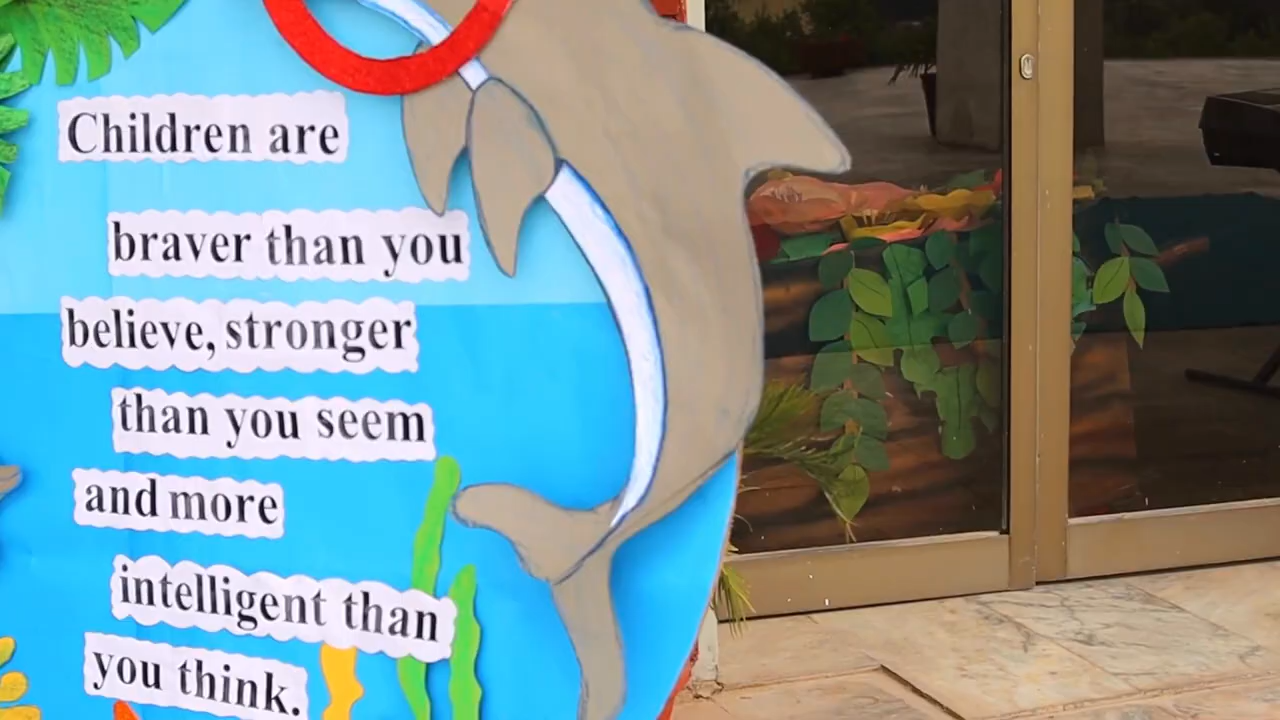 Children are
braver than you
believe, stronger
than you seem
and more
intelligent than
you think.